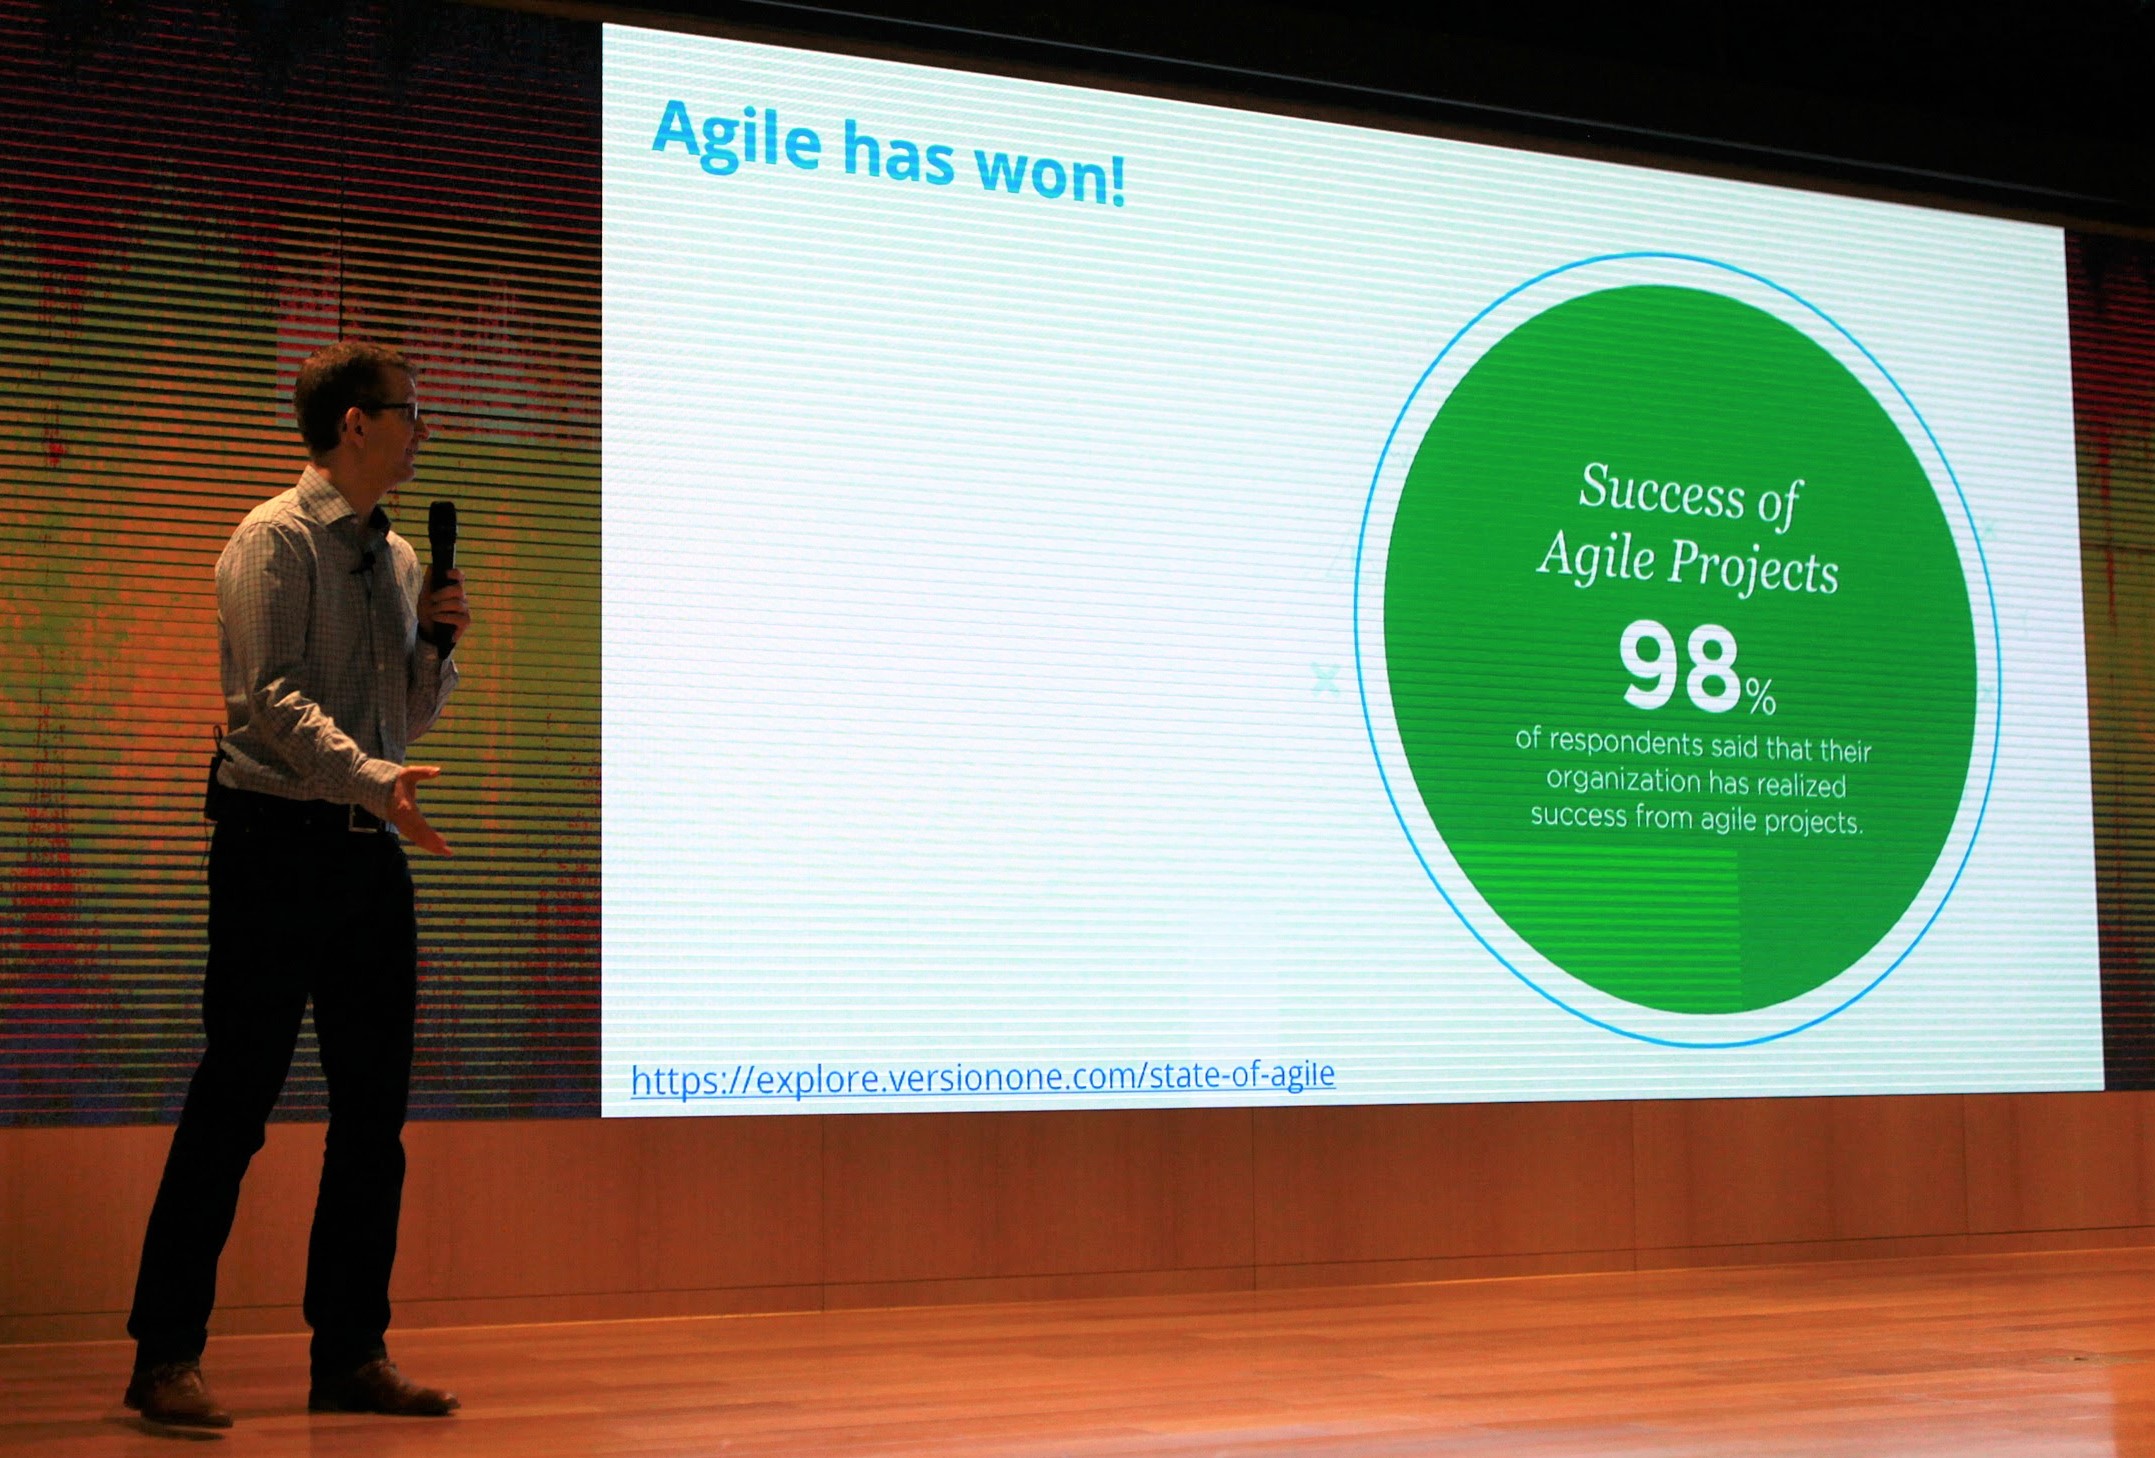 Agile has won!
Success of
Agile Projects
98%
of respondents said that their
organization has realized
success from agile projects.
https://explore.versionone.com/state-of-agile